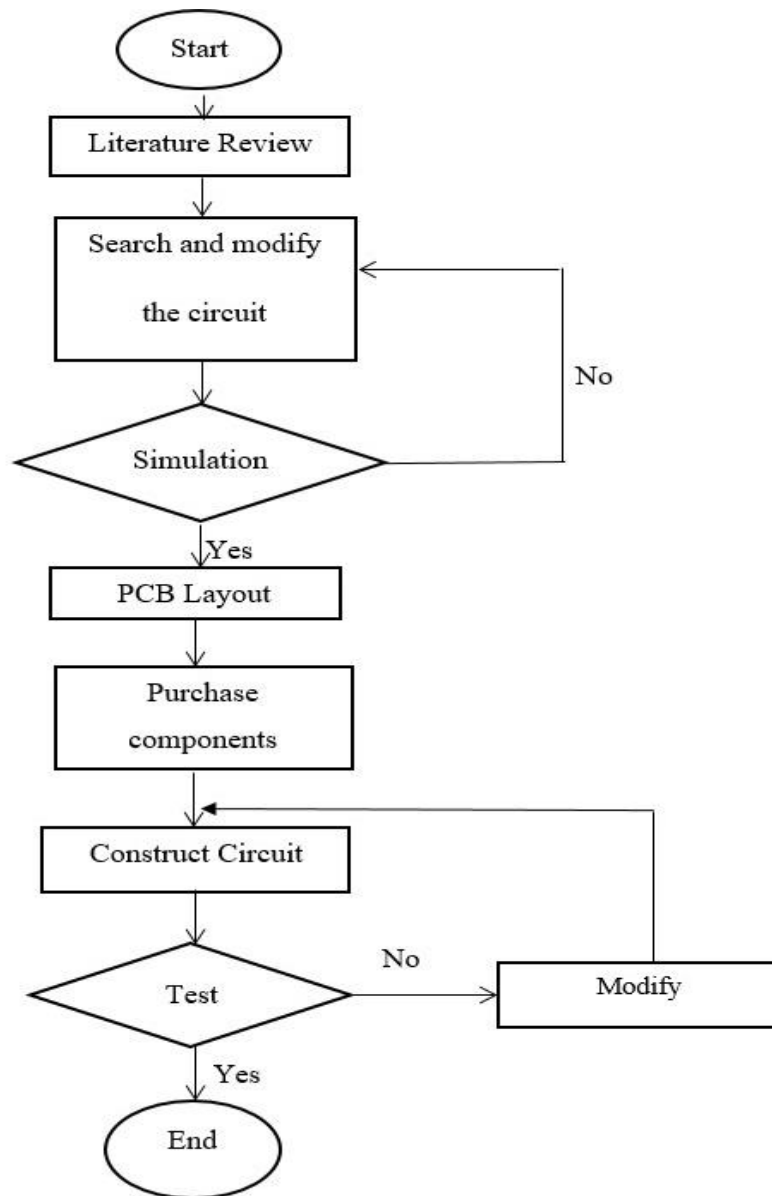 Start
Literature Review
Search and modify
the circuit
No
Simulation
Yes
PCB Layout
Purchase
components
Construct Circuit
No
Test
Modify
Yes
End